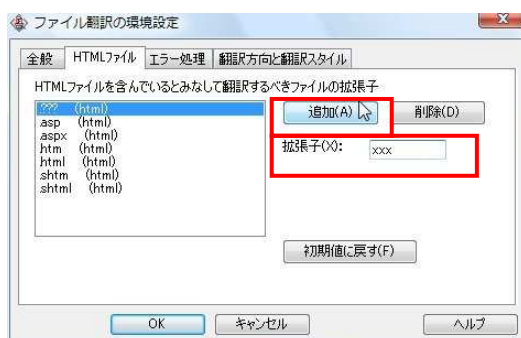 ファイル翻訳の環境設定
全般 HTMLファイル エラー処理 翻訳方向と翻訳スタイル
HTMLファイルを含んでいるとみなして翻訳するべきファイルの拡張子
.??? (html)
.asp (html)
.aspx (html)
.htm (html)
.html (html)
.shtm (html)
.shtml (html)
追加(A) 削除(D)
拡張子(X): xxx
初期値に戻す(F)
OK キャンセル ヘルプ